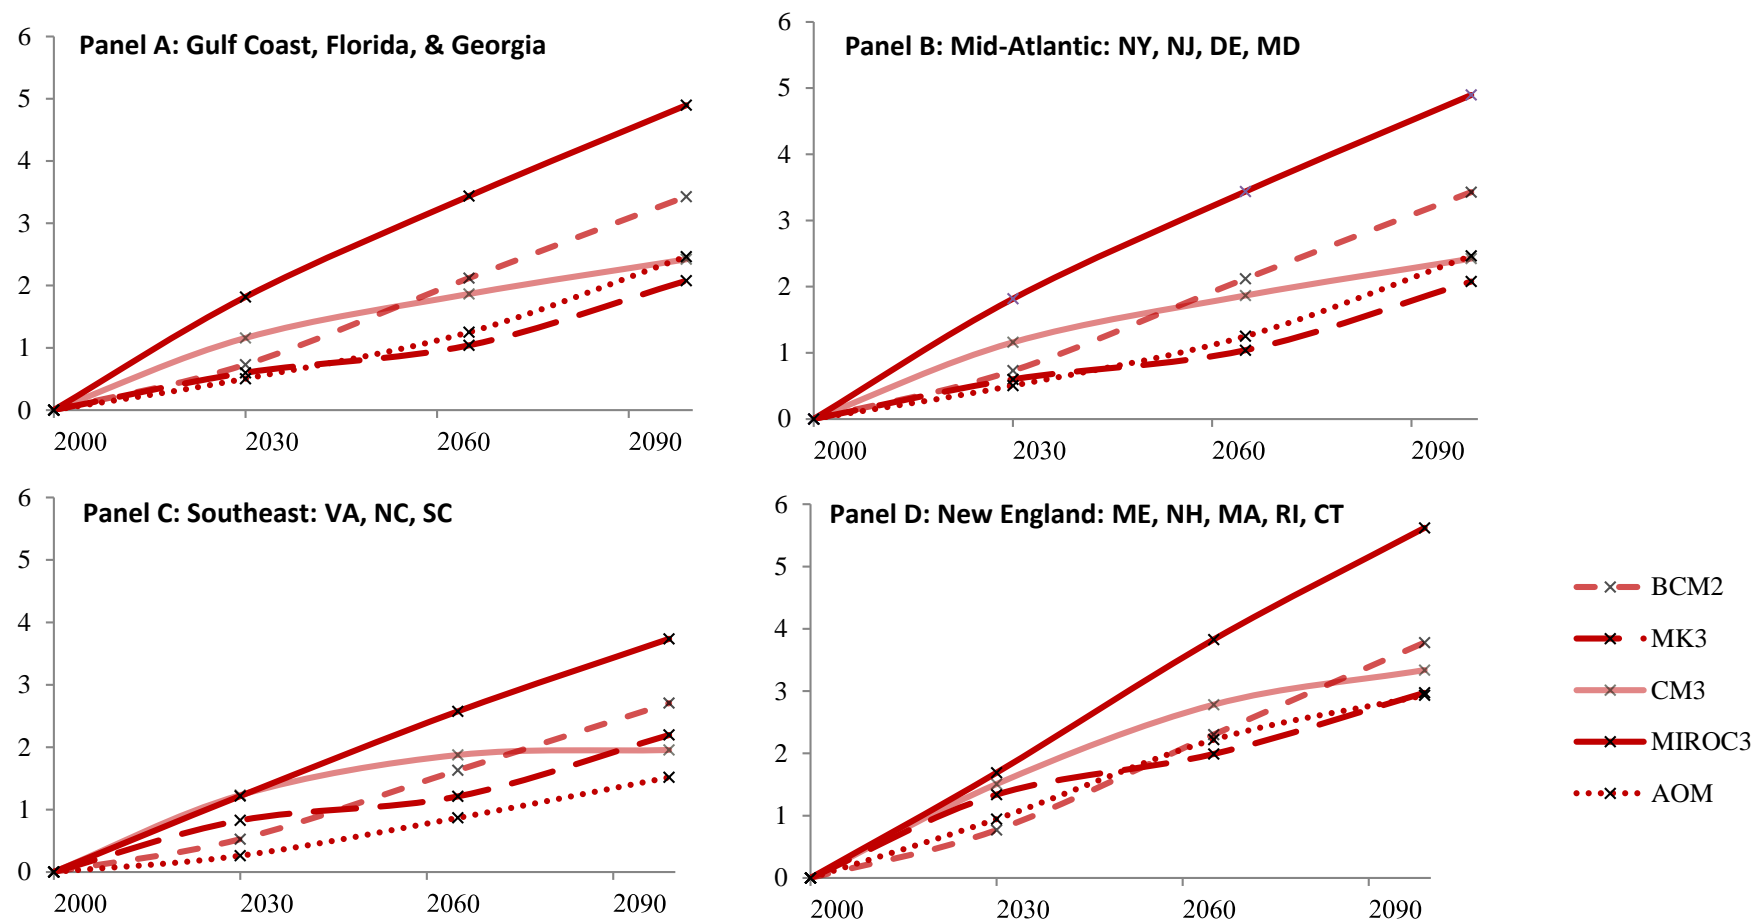 Panel A: Gulf Coast, Florida, & Georgia
6
5
4
3
2
1
0
2000 2030 2060 2090
Panel B: Mid-Atlantic: NY, NJ, DE, MD
6
5
4
3
2
1
0
2000 2030 2060 2090
Panel C: Southeast: VA, NC, SC
6
5
4
3
2
1
0
2000 2030 2060 2090
Panel D: New England: ME, NH, MA, RI, CT
6
5
4
3
2
1
0
2000 2030 2060 2090
BCM2
MK3
CM3
MIROC3
AOM